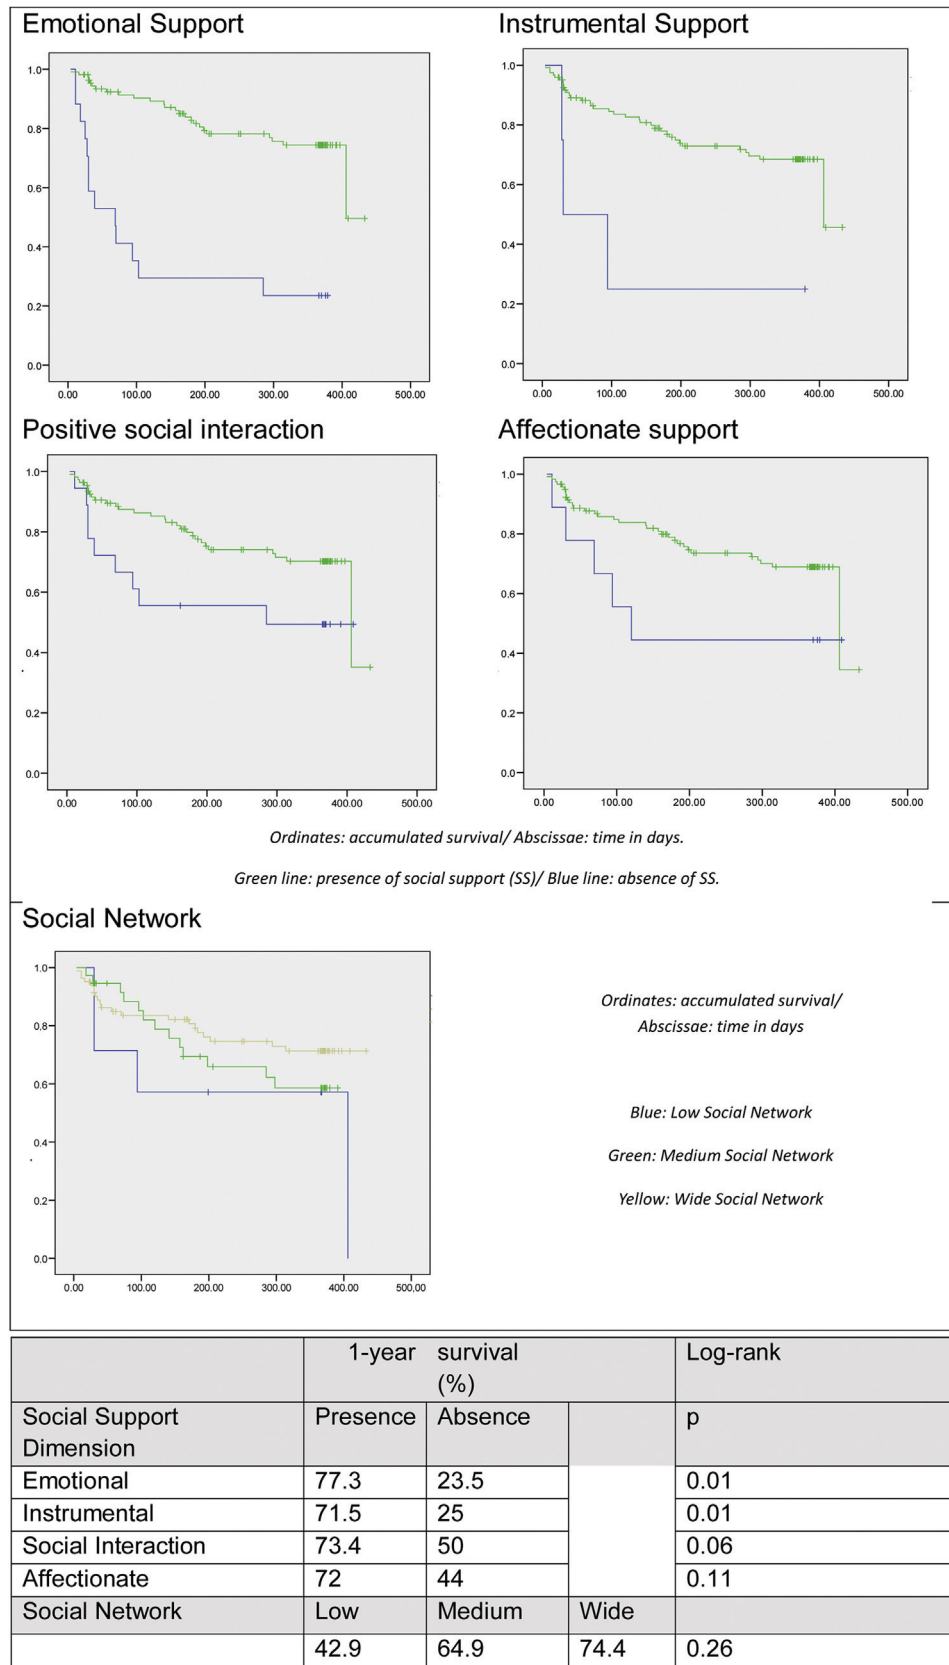 Emotional Support
Instrumental Support
1.0
0.8
0.6
0.4
0.2
0.0
0.00 100.00 200.00 300.00 400.00 500.00
1.0
0.8
0.6
0.4
0.2
0.0
0.00 100.00 200.00 300.00 400.00 500.00
Positive social interaction
Affectionate support
1.0
0.8
0.6
0.4
0.2
0.0
0.00 100.00 200.00 300.00 400.00 500.00
1.0
0.8
0.6
0.4
0.2
0.0
0.00 100.00 200.00 300.00 400.00 500.00
Ordinates: accumulated survival/ Abscissae: time in days.
Green line: presence of social support (SS)/ Blue line: absence of SS.
Social Network
1.0
0.8
0.6
0.4
0.2
0.0
0.00 100.00 200.00 300.00 400.00 500.00
Ordinates: accumulated survival/
Abscissae: time in days
Blue: Low Social Network
Green: Medium Social Network
Yellow: Wide Social Network
1-year survival Log-rank
(%)
Social Support Presence Absence p
Dimension
Emotional 77.3 23.5 0.01
Instrumental 71.5 25 0.01
Social Interaction 73.4 50 0.06
Affectionate 72 44 0.11
Social Network Low Medium Wide
42.9 64.9 74.4 0.26